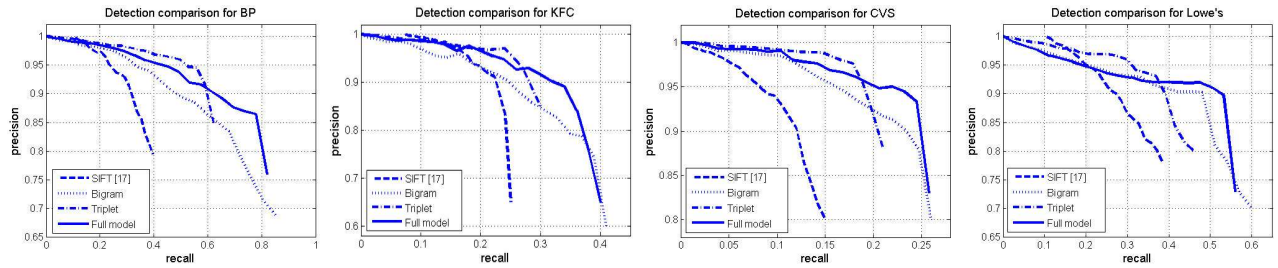 Detection comparison for BP
precision
1
0.95
0.9
0.85
0.8
0.75
0.7
0.65
SIFT [17]
Bigram
Triplet
Full model
0 0.2 0.4 0.6 0.8 1
recall
Detection comparison for KFC
precision
1
0.9
0.8
0.7
0.6
SIFT [17]
Bigram
Triplet
Full model
0 0.1 0.2 0.3 0.4
recall
Detection comparison for CVS
precision
1
0.95
0.9
0.85
0.8
SIFT [17]
Bigram
Triplet
Full model
0 0.05 0.1 0.15 0.2 0.25
recall
Detection comparison for Lowe's
precision
1
0.95
0.9
0.85
0.8
0.75
0.7
0.65
SIFT [17]
Bigram
Triplet
Full model
0 0.1 0.2 0.3 0.4 0.5 0.6
recall